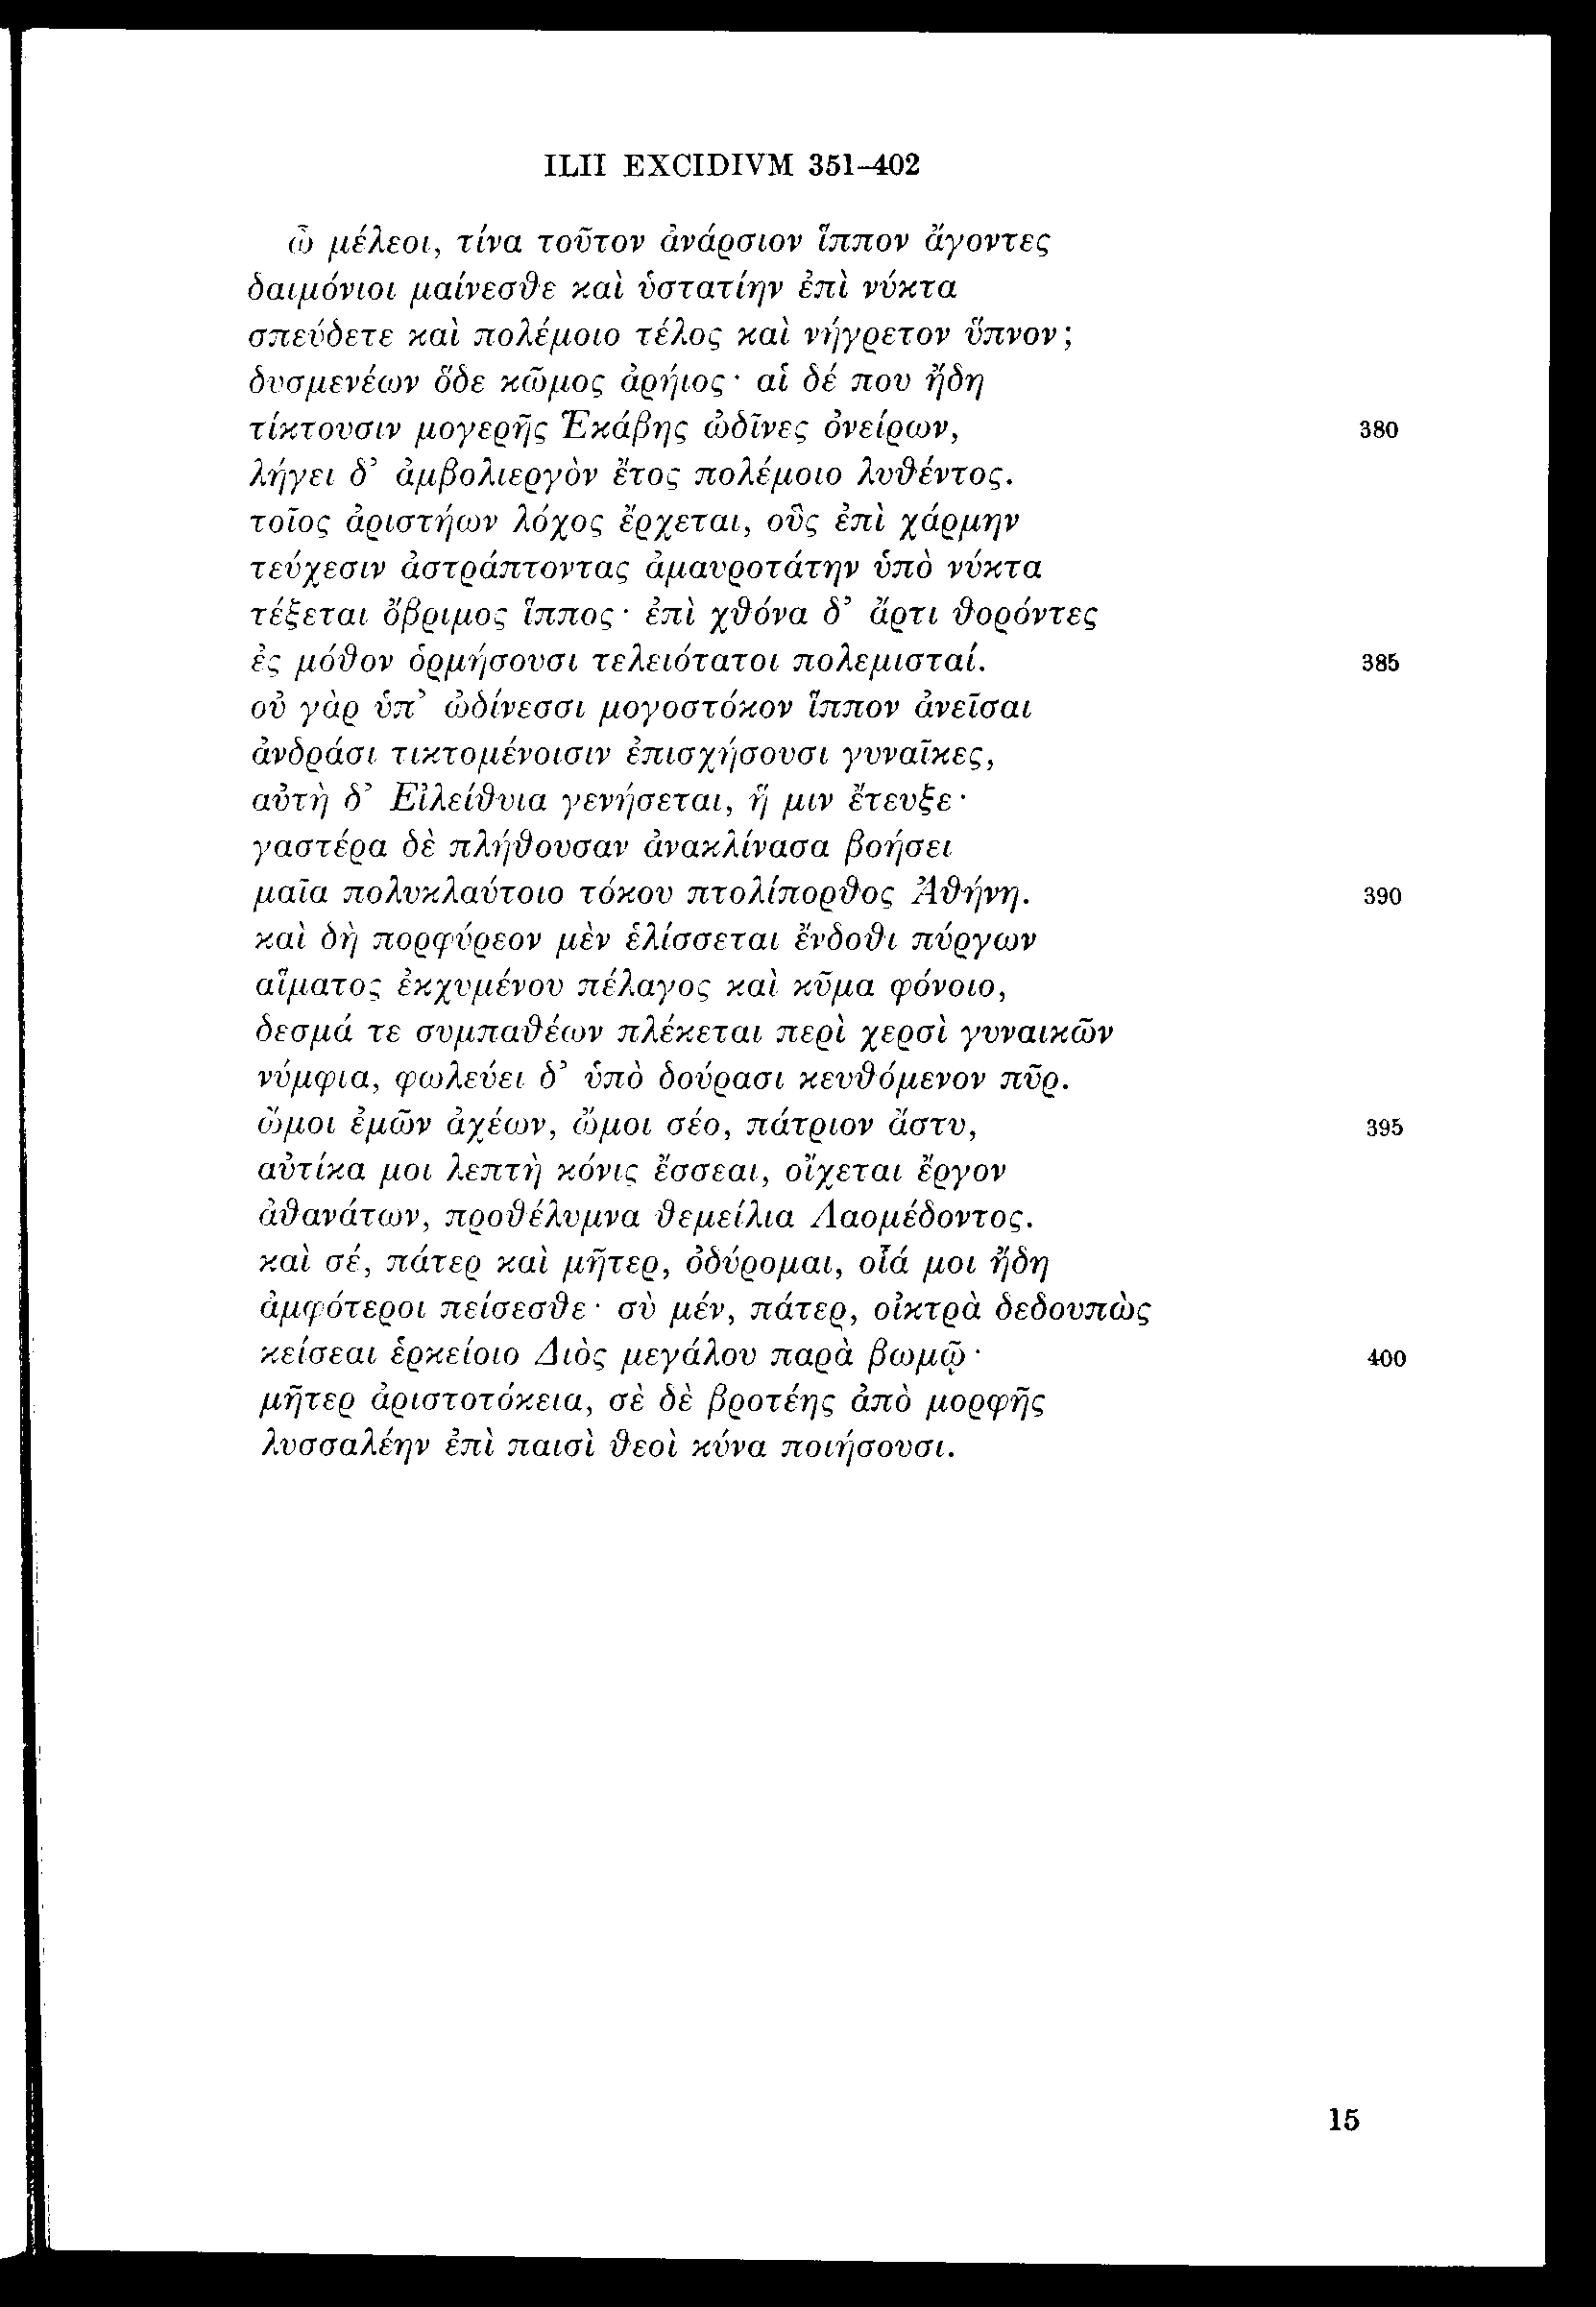 ILII EXCIDIVM 351–402
ὦ μέλεοι, τίνα τοῦτον ἀνάρσιον ἵππον ἄγοντες
δαιμόνιοι μαίνεσθε καὶ ὑστατίην ἐπὶ νύκτα
σπεύδετε καὶ πολέμοιο τέλος καὶ νήγρετον ὕπνον;
δυσμενέων ὅδε κῶμος ἀρήιος· αἱ δέ που ἤδη
τίκτουσιν μογερῆς Ἑκάβης ὠδῖνες ὀνείρων, 380
λήγει δ’ ἀμβολιεργὸν ἔτος πολέμοιο λυθέντος.
τοῖος ἀριστήων λόχος ἔρχεται, οὓς ἐπὶ χάρμην
τεύχεσιν ἀστράπτοντας ἀμαυροτάτην ὑπὸ νύκτα
τέξεται ὄβριμος ἵππος· ἐπὶ χθόνα δ’ ἄρτι θορόντες
ἐς μόθον ὁρμήσουσι τελειότατοι πολεμισταί. 385
οὐ γὰρ ὑπ’ ὠδίνεσσι μογοστόκον ἵππον ἀνεῖσαι
ἀνδράσι τικτομένοισιν ἐπισχήσουσι γυναῖκες,
αὐτὴ δ’ Εἰλείθυια γενήσεται, ἥ μιν ἔτευξε·
γαστέρα δὲ πλήθουσαν ἀνακλίνασα βοήσει
μαῖα πολυκλαύτοιο τόκου πτολίπορθος Ἀθήνη. 390
καὶ δὴ πορφύρεον μὲν ἑλίσσεται ἔνδοθι πύργων
αἵματος ἐκχυμένου πέλαγος καὶ κῦμα φόνοιο,
δεσμά τε συμπαθέων πλέκεται περὶ χερσὶ γυναικῶν
νύμφια, φωλεύει δ’ ὑπὸ δούρασι κευθόμενον πῦρ.
ὤμοι ἐμῶν ἀχέων, ὤμοι σέο, πάτριον ἄστυ, 395
αὐτίκα μοι λεπτὴ κόνις ἔσσεαι, οἴχεται ἔργον
ἀθανάτων, προθέλυμνα θεμείλια Λαομέδοντος.
καὶ σέ, πάτερ καὶ μῆτερ, ὀδύρομαι, οἷά μοι ἤδη
ἀμφότεροι πείσεσθε· σὺ μέν, πάτερ, οἰκτρὰ δεδουπὼς
κείσεαι ἑρκείοιο Διὸς μεγάλου παρὰ βωμῷ· 400
μῆτερ ἀριστοτόκεια, σὲ δὲ βροτέης ἀπὸ μορφῆς
λυσσαλέην ἐπὶ παισὶ θεοὶ κύνα ποιήσουσι.
15